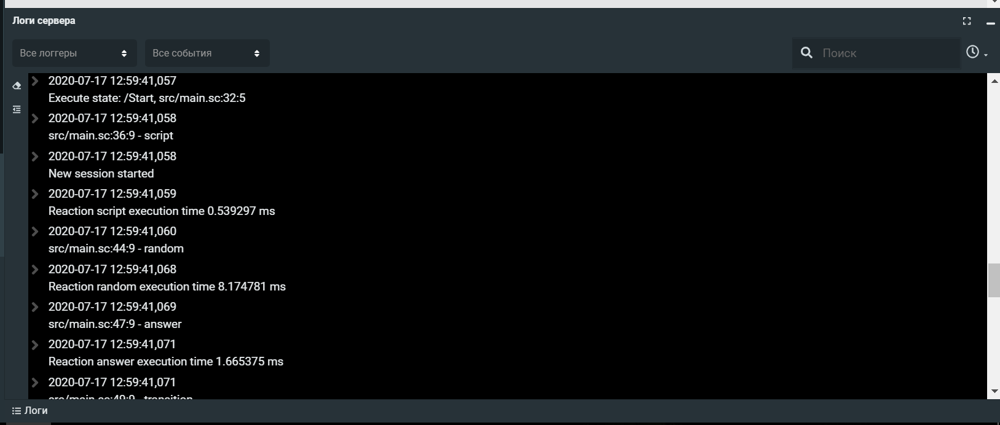 Логи сервера
Все логгеры
Все события
Поиск
2020-07-17 12:59:41,057
Execute state: /Start, src/main.sc:32:5
2020-07-17 12:59:41,058
src/main.sc:36:9 - script
2020-07-17 12:59:41,058
New session started
2020-07-17 12:59:41,059
Reaction script execution time 0.539297 ms
2020-07-17 12:59:41,060
src/main.sc:44:9 - random
2020-07-17 12:59:41,068
Reaction random execution time 8.174781 ms
2020-07-17 12:59:41,069
src/main.sc:47:9 - answer
2020-07-17 12:59:41,071
Reaction answer execution time 1.665375 ms
2020-07-17 12:59:41,071
src/main.sc:49:9 - transition
Логи